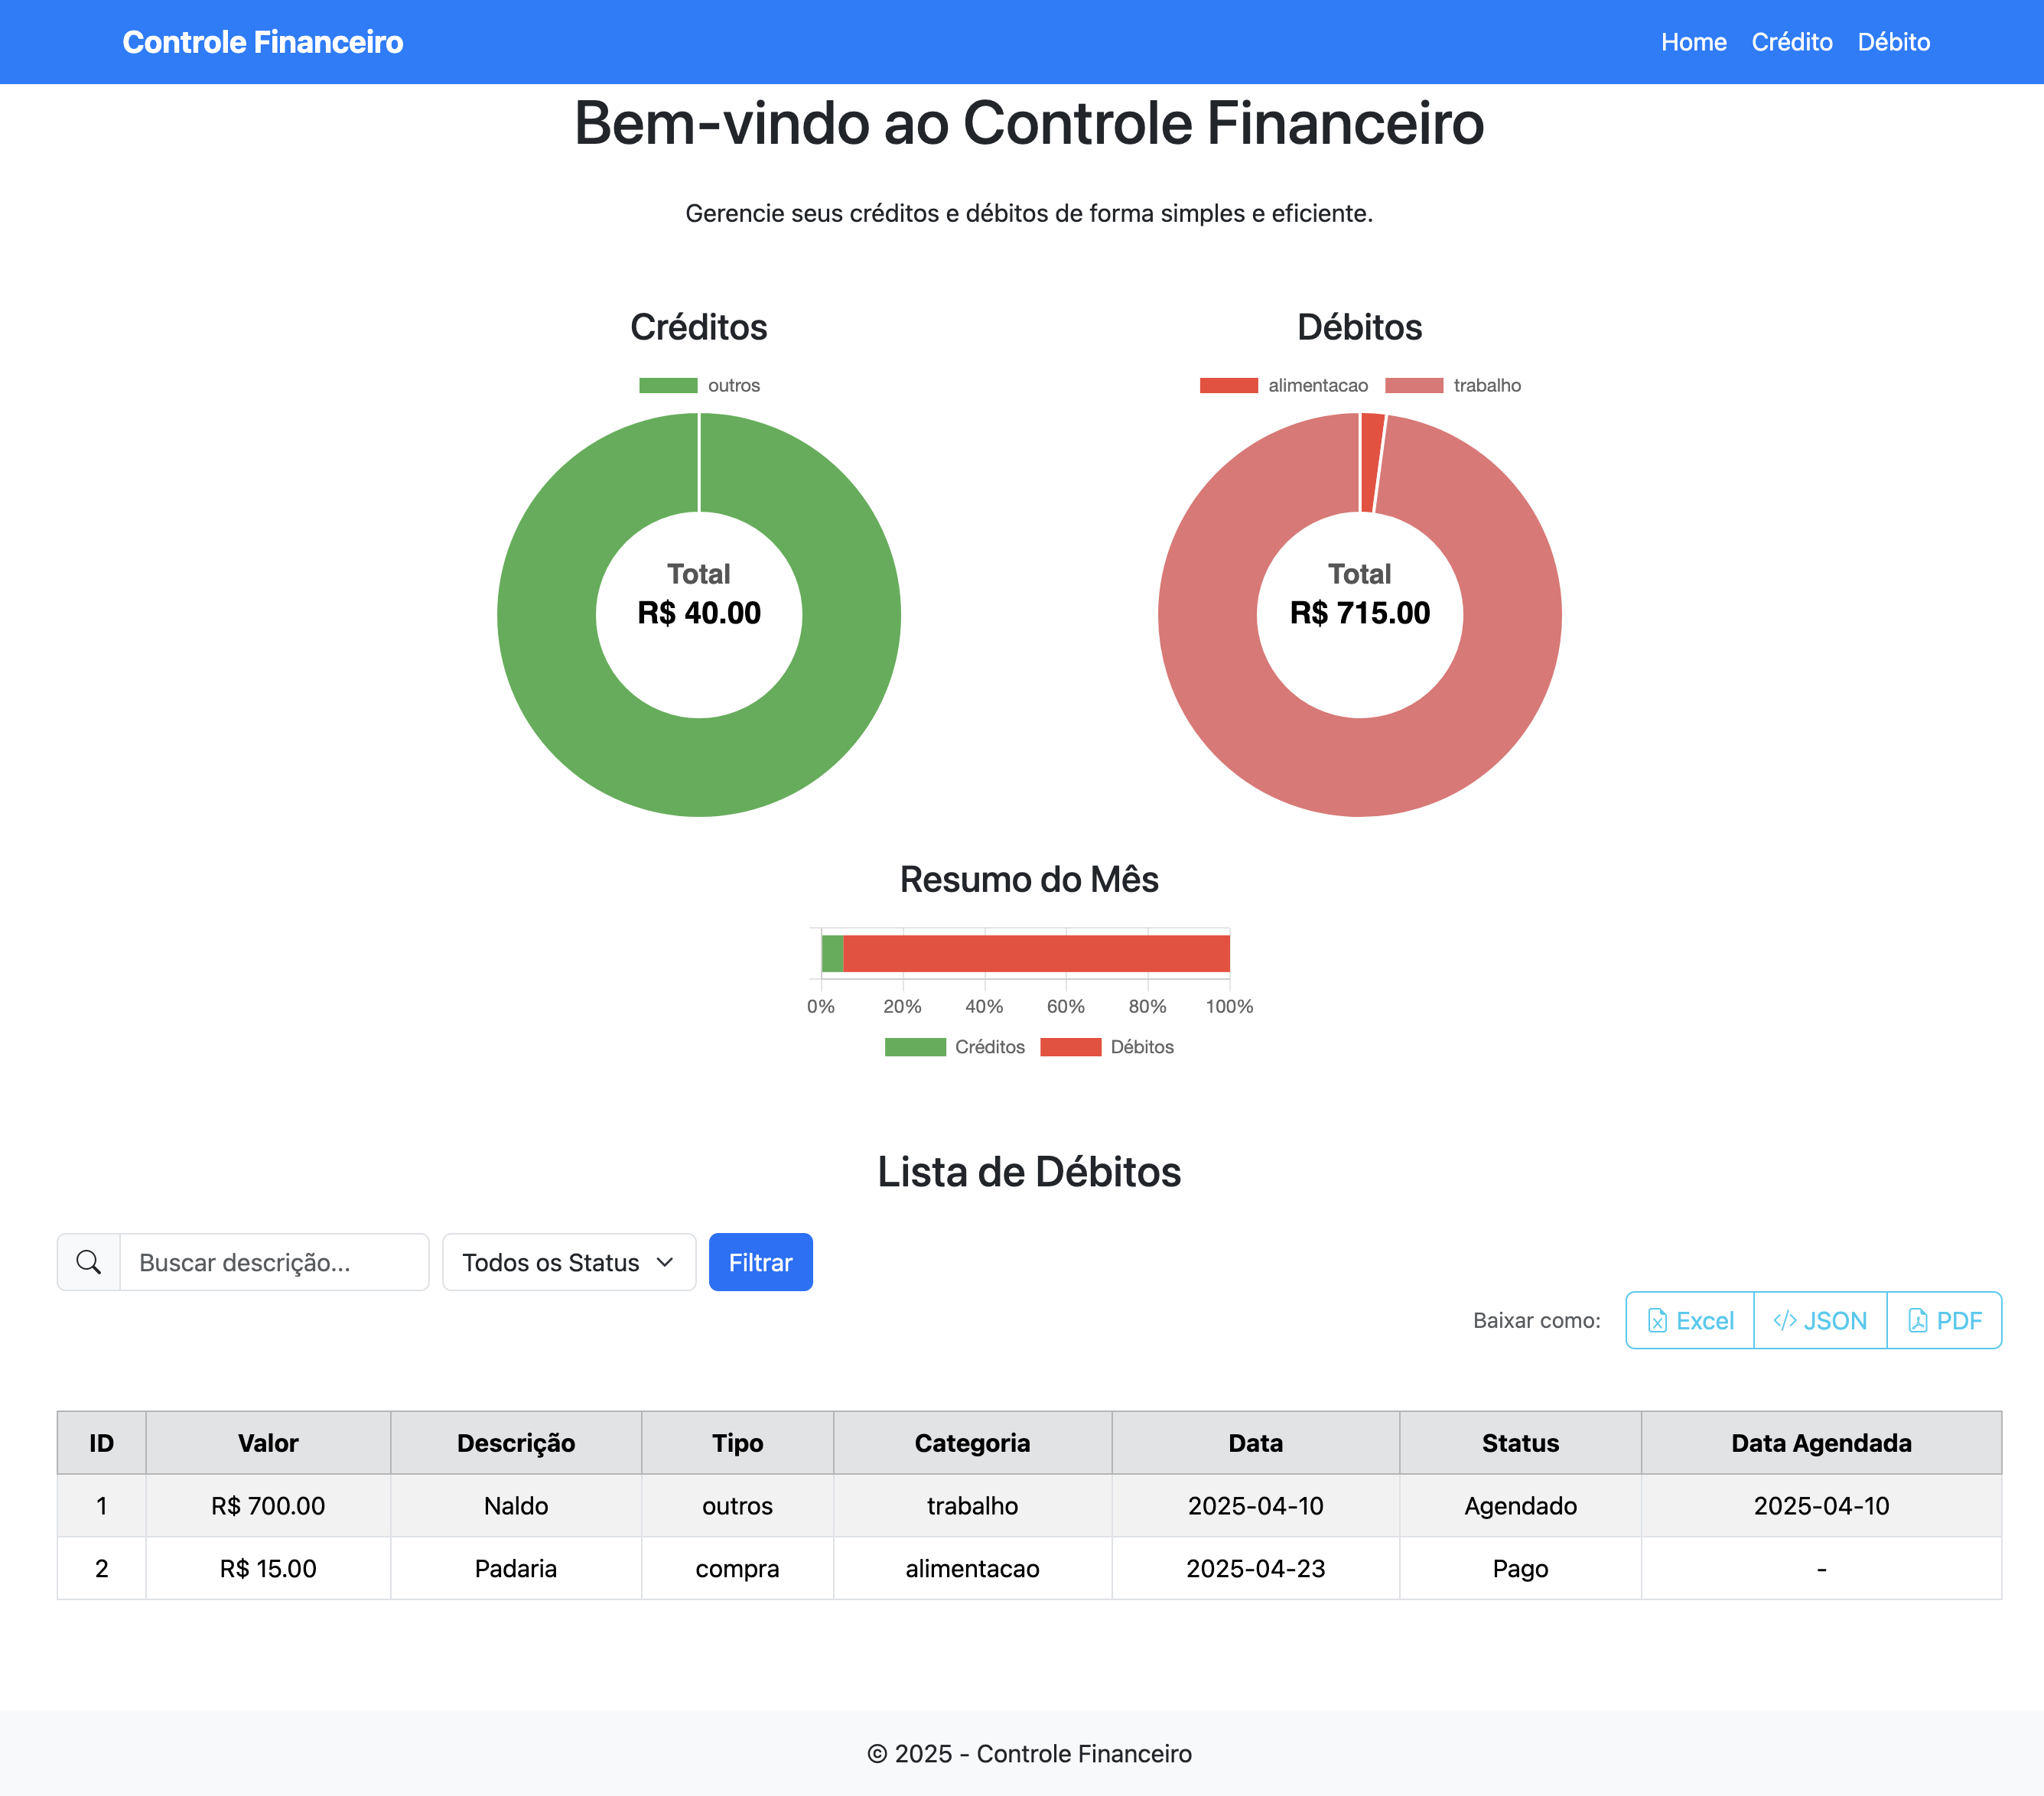 Controle Financeiro
Home Crédito Débito
Bem-vindo ao Controle Financeiro
Gerencie seus créditos e débitos de forma simples e eficiente.
Créditos
outros
Total
R$ 40.00
Débitos
alimentacao trabalho
Total
R$ 715.00
Resumo do Mês
0% 20% 40% 60% 80% 100%
Créditos Débitos
Lista de Débitos
Buscar descrição... Todos os Status Filtrar
Baixar como: Excel JSON PDF
ID Valor Descrição Tipo Categoria Data Status Data Agendada
1 R$ 700.00 Naldo outros trabalho 2025-04-10 Agendado 2025-04-10
2 R$ 15.00 Padaria compra alimentacao 2025-04-23 Pago -
© 2025 - Controle Financeiro